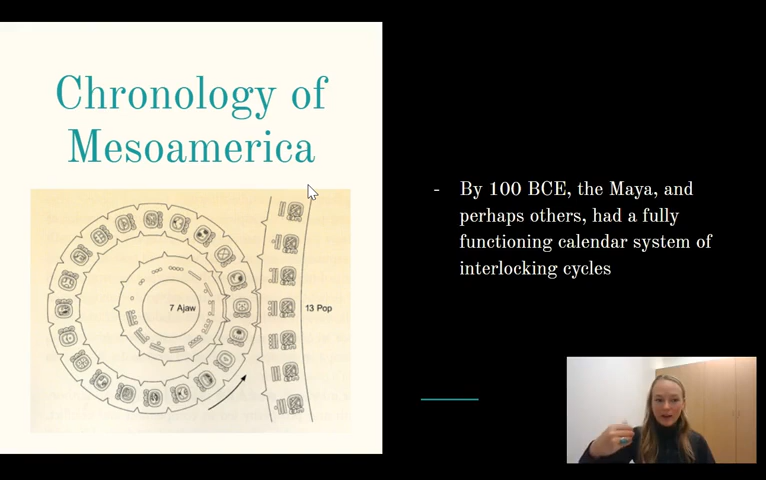 Chronology of
Mesoamerica
7 Ajaw
13 Pop
- By 100 BCE, the Maya, and
perhaps others, had a fully
functioning calendar system of
interlocking cycles